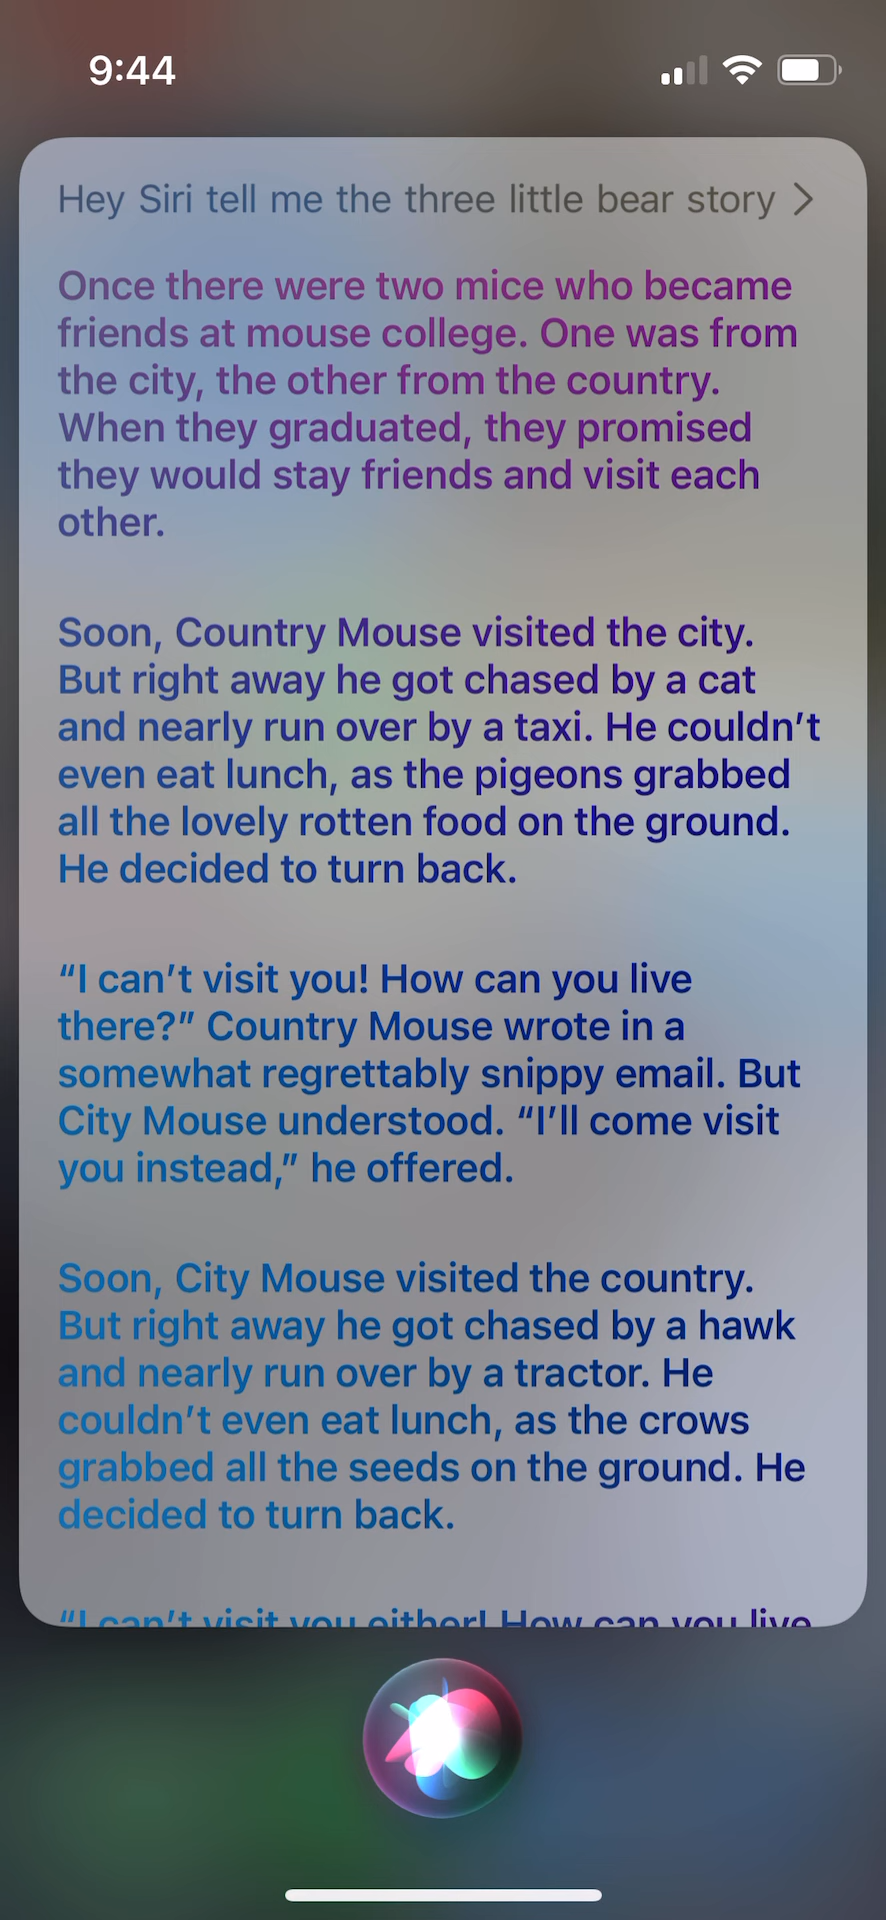 9:44
Hey Siri tell me the three little bear story
Once there were two mice who became
friends at mouse college. One was from
the city, the other from the country.
When they graduated, they promised
they would stay friends and visit each
other.
Soon, Country Mouse visited the city.
But right away he got chased by a cat
and nearly run over by a taxi. He couldn’t
even eat lunch, as the pigeons grabbed
all the lovely rotten food on the ground.
He decided to turn back.
“I can’t visit you! How can you live
there?” Country Mouse wrote in a
somewhat regrettably snippy email. But
City Mouse understood. “I’ll come visit
you instead,” he offered.
Soon, City Mouse visited the country.
But right away he got chased by a hawk
and nearly run over by a tractor. He
couldn’t even eat lunch, as the crows
grabbed all the seeds on the ground. He
decided to turn back.
“I can’t visit you either! How can you live